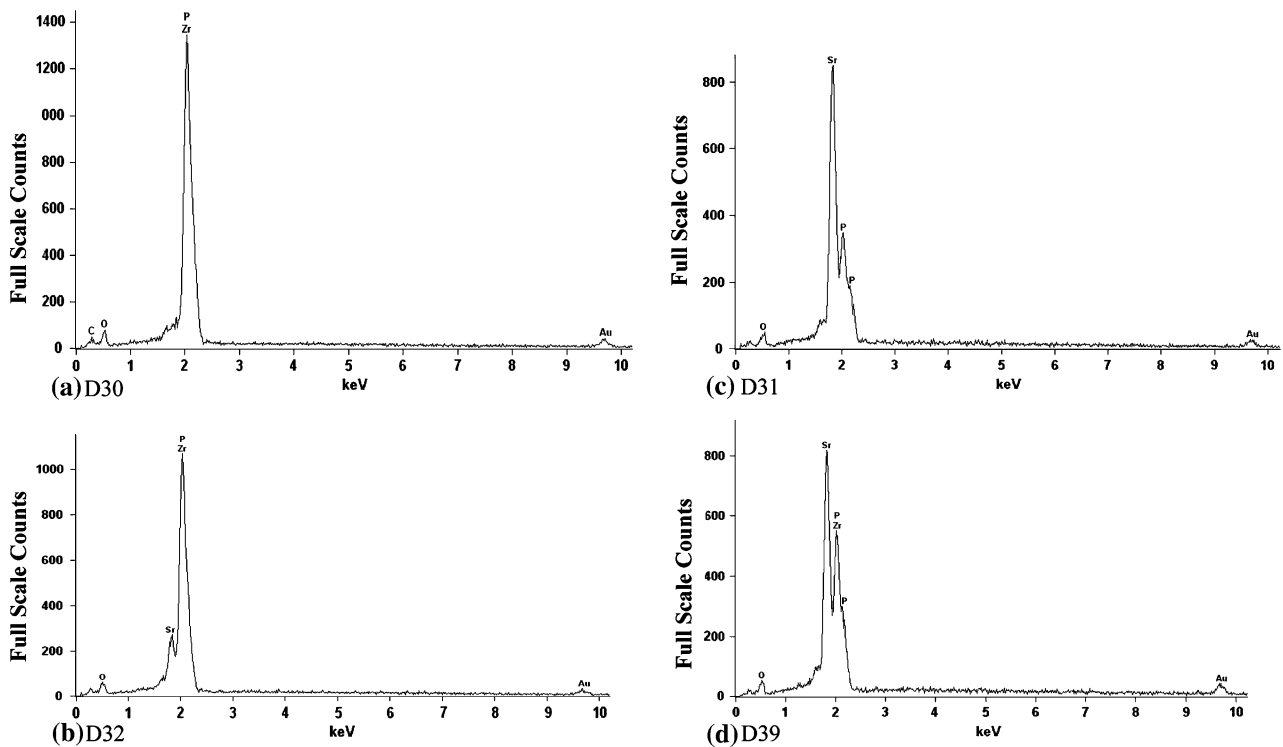 1400
1200
000
800
600
400
200
0
Full Scale Counts
P
Zr
C
O
Au
0 1 2 3 4 5 6 7 8 9 10
keV
(a) D30
800
600
400
200
0
Full Scale Counts
Sr
P
P
O
Au
0 1 2 3 4 5 6 7 8 9 10
keV
(c) D31
1000
800
600
400
200
0
Full Scale Counts
P
Zr
Sr
O
Au
0 1 2 3 4 5 6 7 8 9 10
keV
(b) D32
800
600
400
200
0
Full Scale Counts
Sr
P
Zr
P
O
Au
0 1 2 3 4 5 6 7 8 9 10
keV
(d) D39